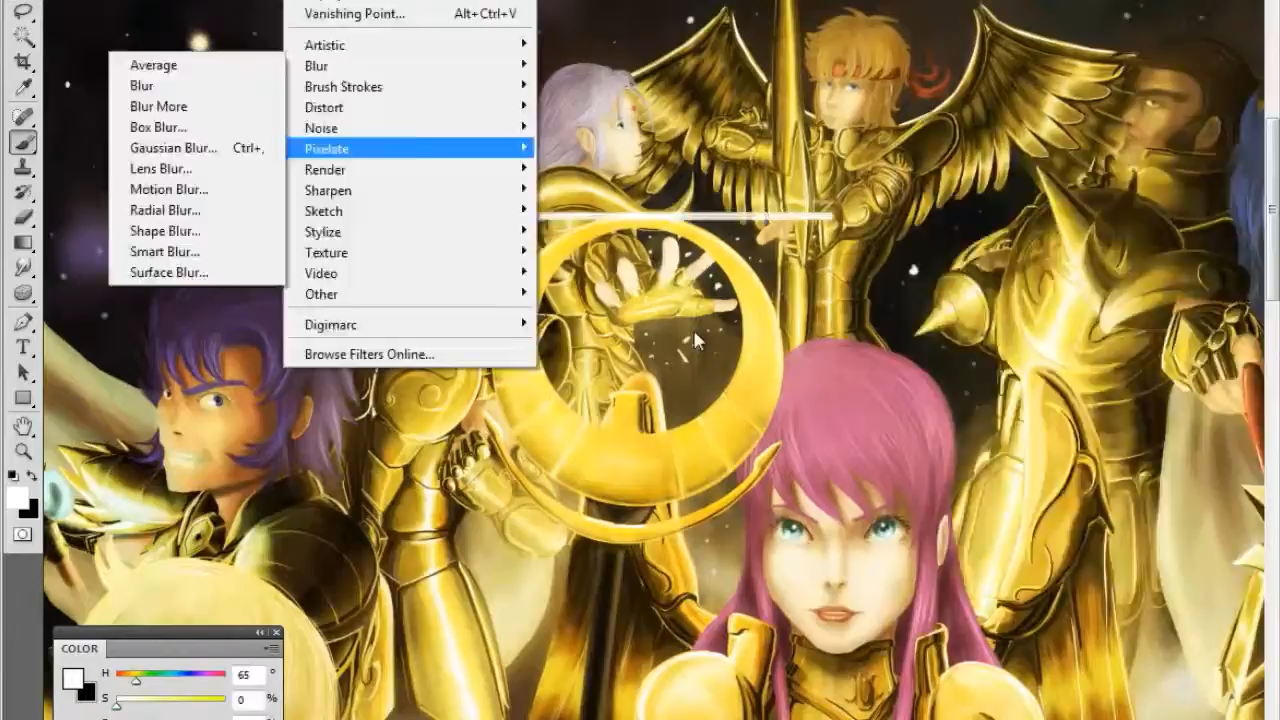 Vanishing Point... Alt+Ctrl+V
Artistic
Blur
Brush Strokes
Distort
Noise
Pixelate
Render
Sharpen
Sketch
Stylize
Texture
Video
Other
Digimarc
Browse Filters Online...
Average
Blur
Blur More
Box Blur...
Gaussian Blur... Ctrl+,
Lens Blur...
Motion Blur...
Radial Blur...
Shape Blur...
Smart Blur...
Surface Blur...
COLOR
H 65 °
S 0 %